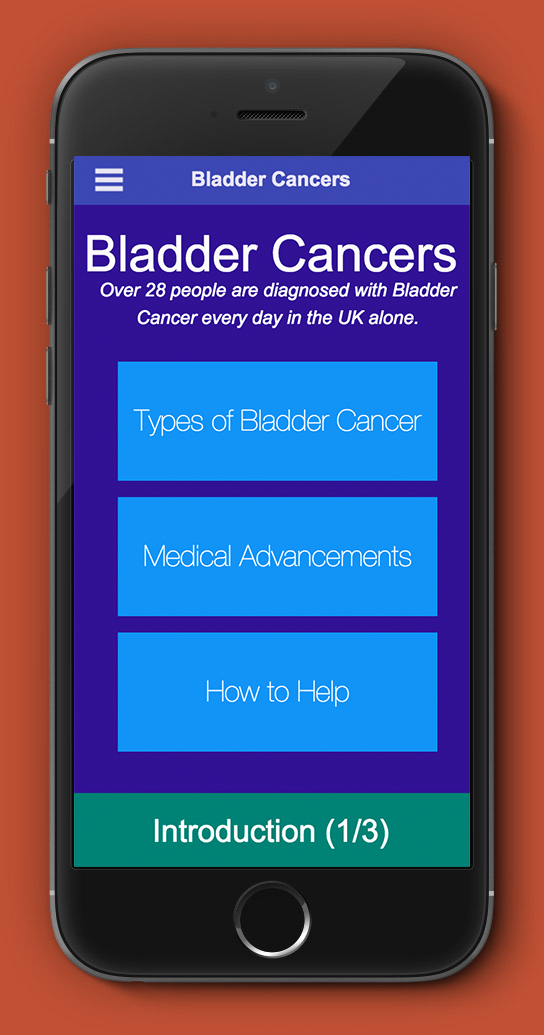 Bladder Cancers
Bladder Cancers
Over 28 people are diagnosed with Bladder
Cancer every day in the UK alone.
Types of Bladder Cancer
Medical Advancements
How to Help
Introduction (1/3)